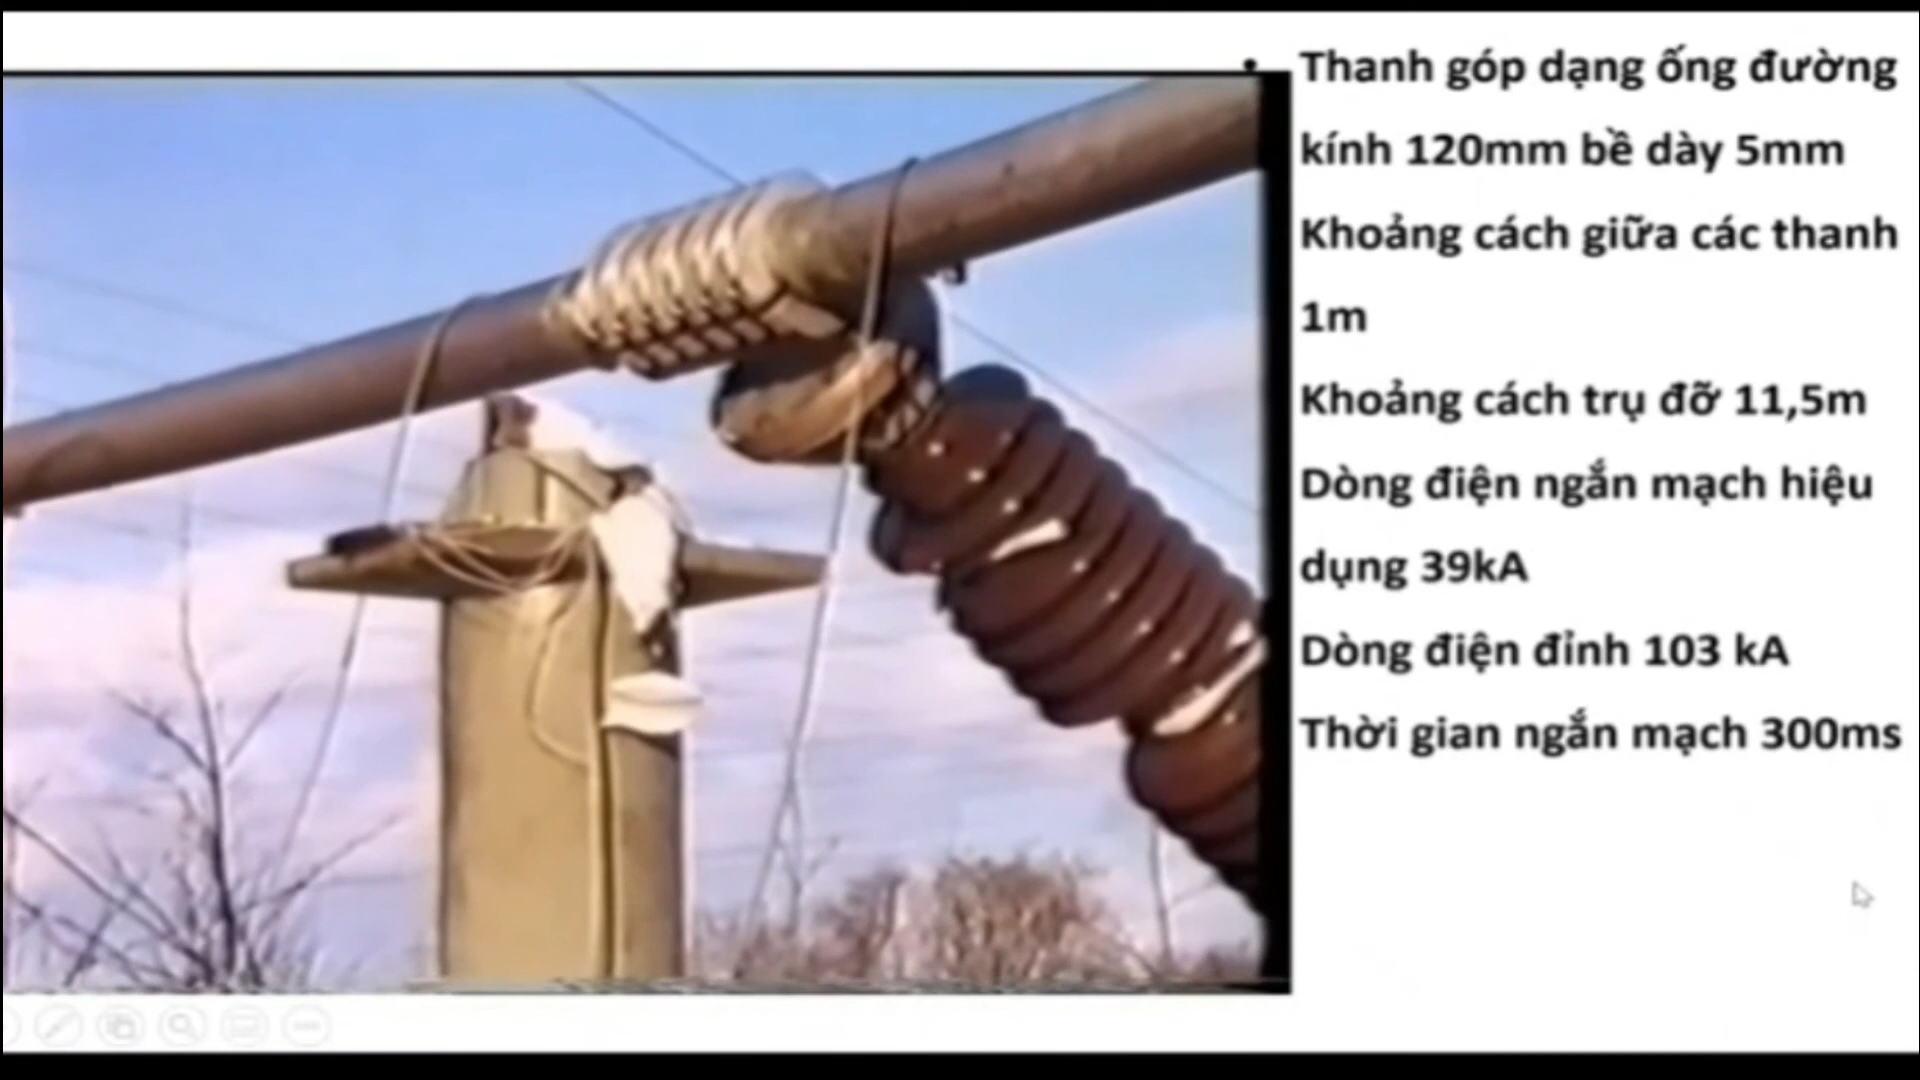 • Thanh góp dạng ống đường
kính 120mm bề dày 5mm
Khoảng cách giữa các thanh
1m
Khoảng cách trụ đỡ 11,5m
Dòng điện ngắn mạch hiệu
dụng 39kA
Dòng điện đỉnh 103 kA
Thời gian ngắn mạch 300ms